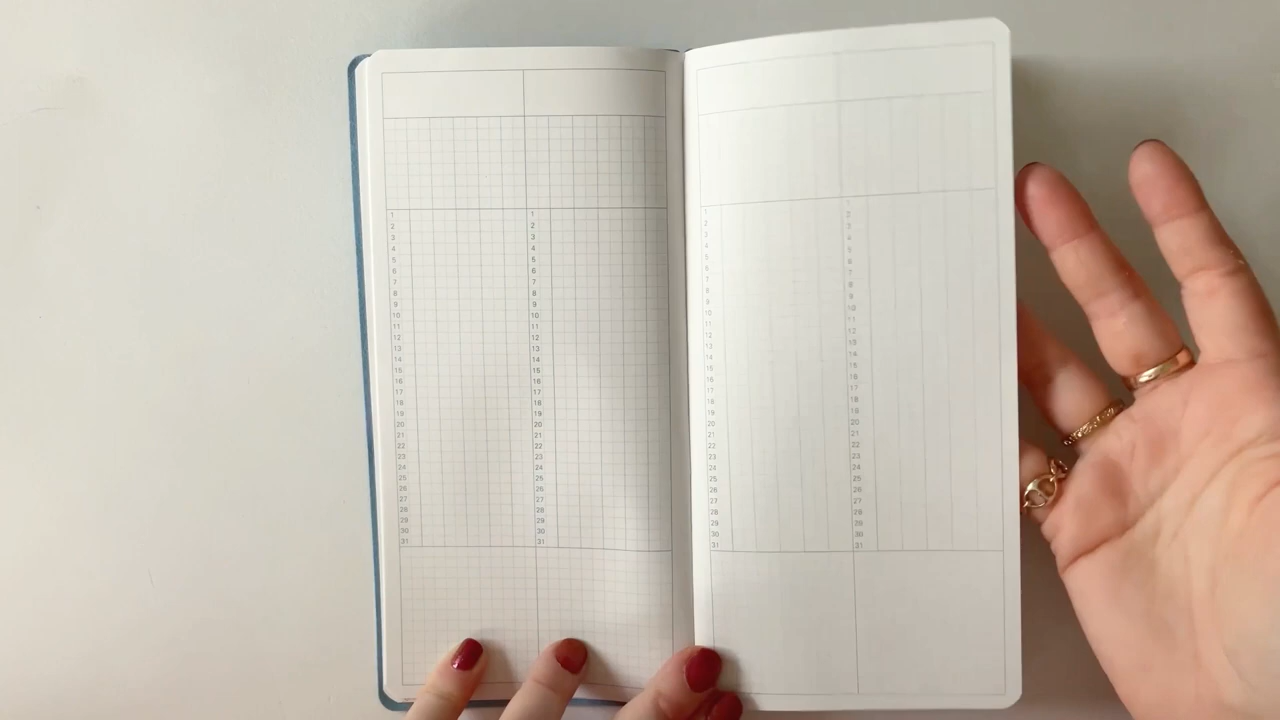 1 1 1 1
2 2 2 2
3 3 3 3
4 4 4 4
5 5 5 5
6 6 6 6
7 7 7 7
8 8 8 8
9 9 9 9
10 10 10 10
11 11 11 11
12 12 12 12
13 13 13 13
14 14 14 14
15 15 15 15
16 16 16 16
17 17 17 17
18 18 18 18
19 19 19 19
20 20 20 20
21 21 21 21
22 22 22 22
23 23 23 23
24 24 24 24
25 25 25 25
26 26 26 26
27 27 27 27
28 28 28 28
29 29 29 29
30 30 30 30
31 31 31 31